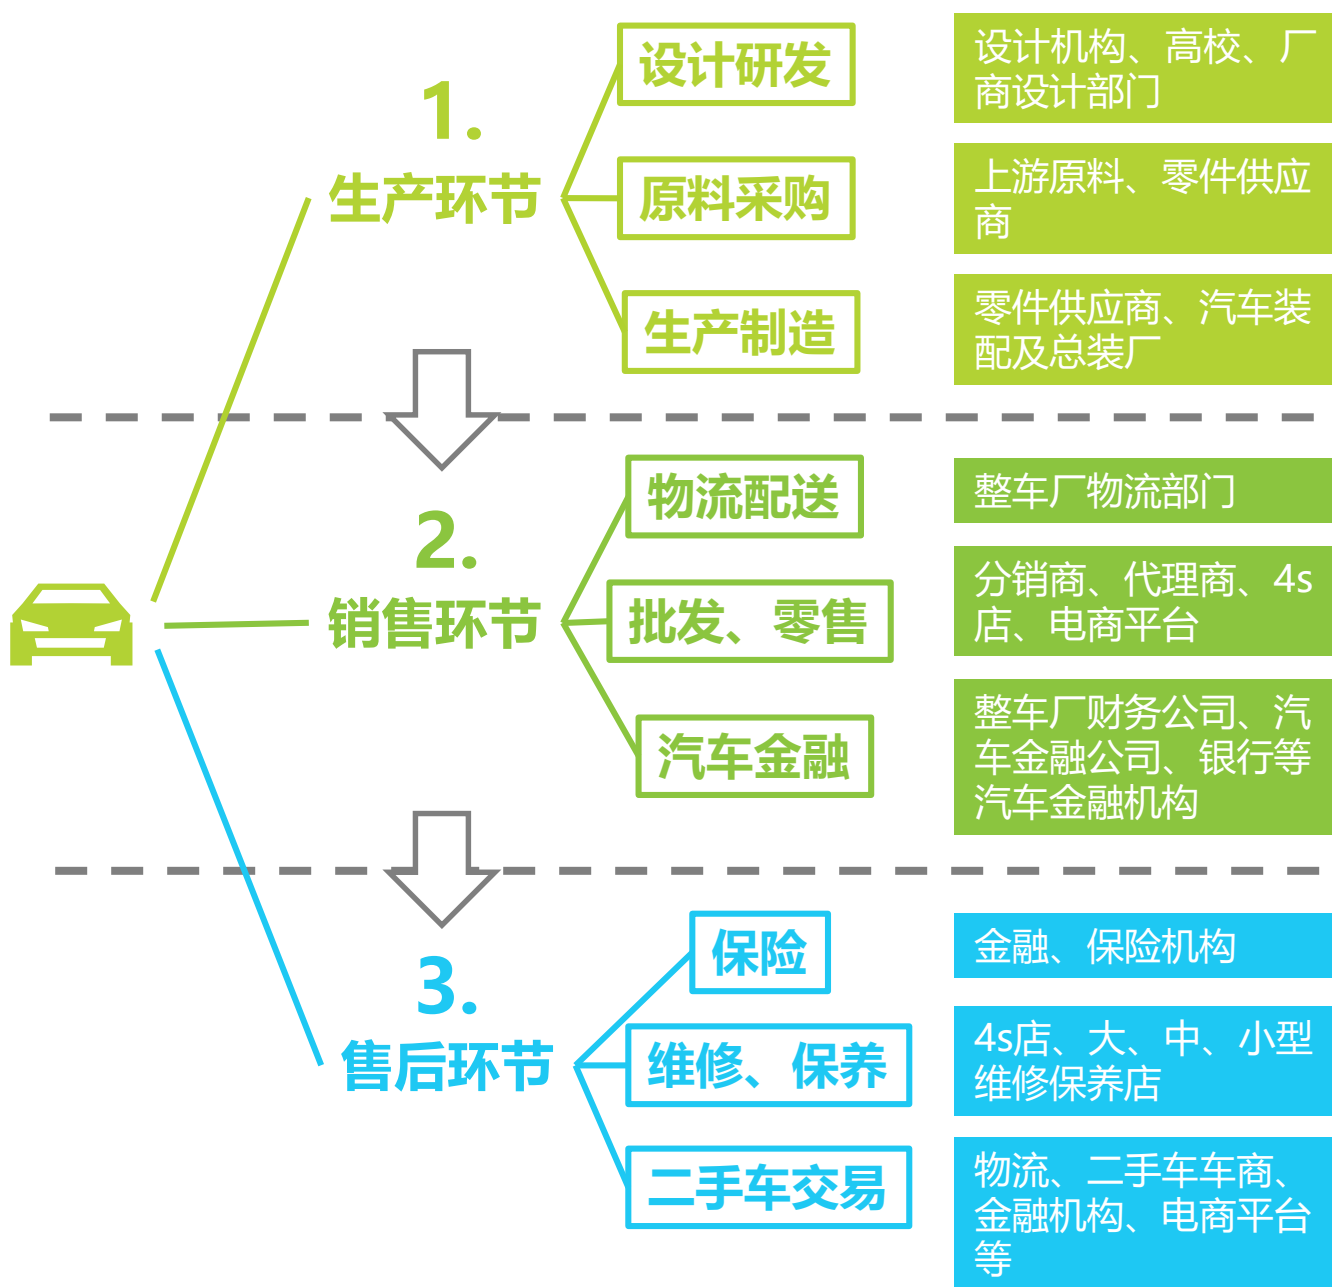 1.
生产环节
设计研发
设计机构、高校、厂
商设计部门
原料采购
上游原料、零件供应
商
生产制造
零件供应商、汽车装
配及总装厂
2.
销售环节
物流配送
整车厂物流部门
批发、零售
分销商、代理商、4s
店、电商平台
汽车金融
整车厂财务公司、汽
车金融公司、银行等
汽车金融机构
3.
售后环节
保险
金融、保险机构
维修、保养
4s店、大、中、小型
维修保养店
二手车交易
物流、二手车车商、
金融机构、电商平台
等